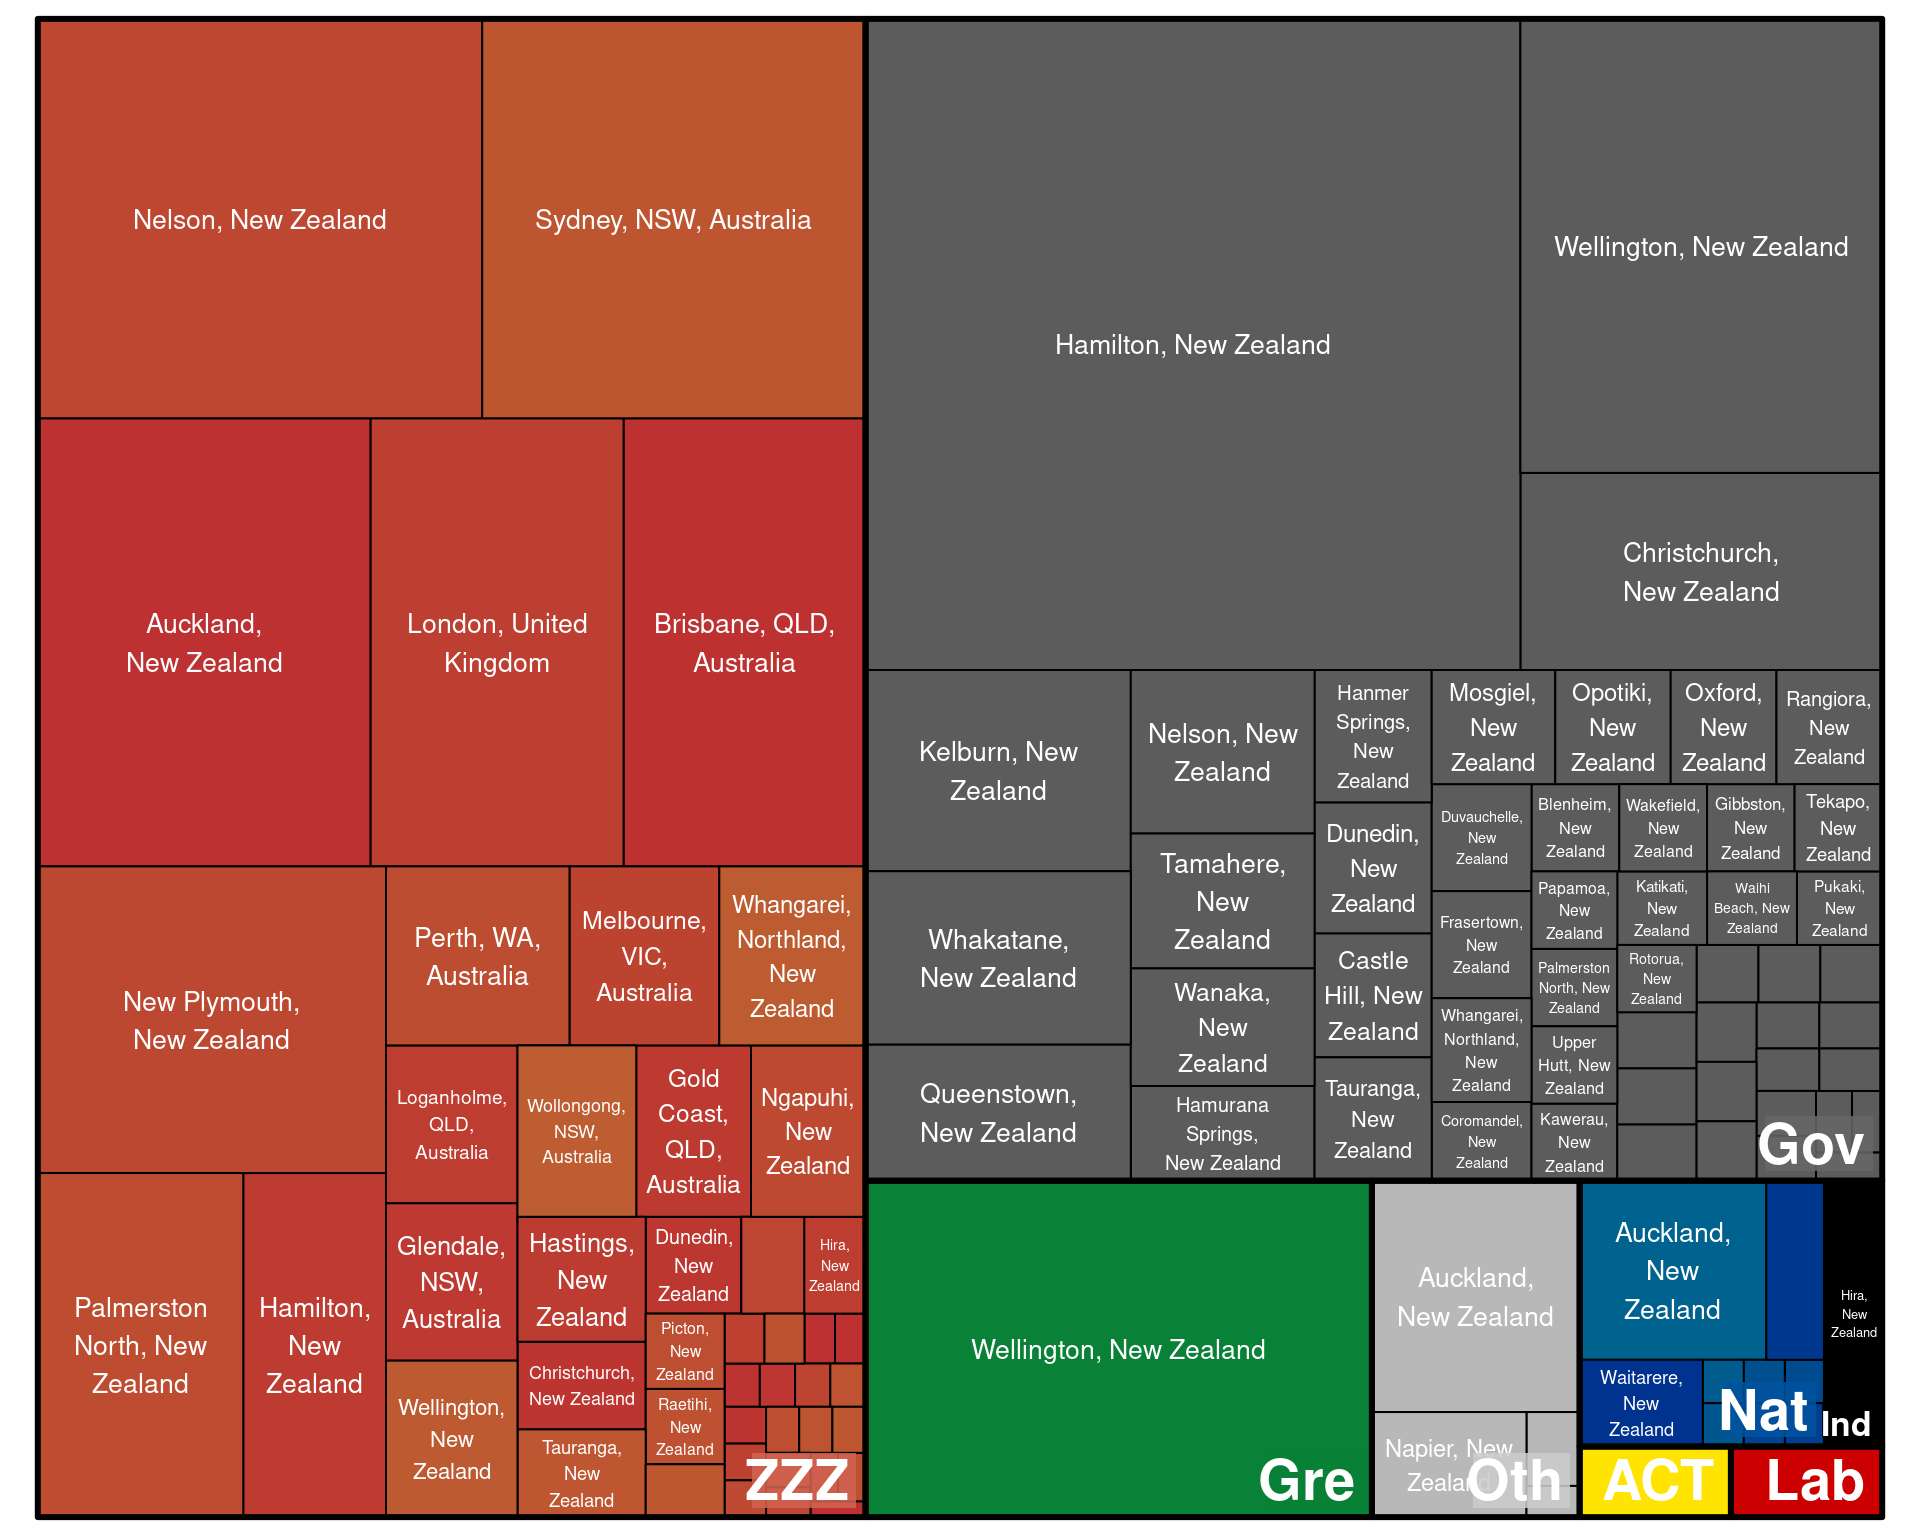 Nelson, New Zealand
Sydney, NSW, Australia
Auckland,
New Zealand
London, United
Kingdom
Brisbane, QLD,
Australia
New Plymouth,
New Zealand
Perth, WA,
Australia
Melbourne,
VIC,
Australia
Whangarei,
Northland,
New
Zealand
Loganholme,
QLD,
Australia
Wollongong,
NSW,
Australia
Gold
Coast,
QLD,
Australia
Ngapuhi,
New
Zealand
Palmerston
North, New
Zealand
Hamilton,
New
Zealand
Glendale,
NSW,
Australia
Wellington,
New
Zealand
Hastings,
New
Zealand
Christchurch,
New Zealand
Tauranga,
New
Zealand
Dunedin,
New
Zealand
Hira,
New
Zealand
Picton,
New
Zealand
Raetihi,
New
Zealand
ZZZ
Hamilton, New Zealand
Wellington, New Zealand
Christchurch,
New Zealand
Kelburn, New
Zealand
Whakatane,
New Zealand
Queenstown,
New Zealand
Nelson, New
Zealand
Tamahere,
New
Zealand
Wanaka,
New
Zealand
Hamurana
Springs,
New Zealand
Hanmer
Springs,
New
Zealand
Dunedin,
New
Zealand
Castle
Hill, New
Zealand
Tauranga,
New
Zealand
Mosgiel,
New
Zealand
Opotiki,
New
Zealand
Oxford,
New
Zealand
Rangiora,
New
Zealand
Duvauchelle,
New
Zealand
Frasertown,
New
Zealand
Whangarei,
Northland,
New
Zealand
Coromandel,
New
Zealand
Blenheim,
New
Zealand
Wakefield,
New
Zealand
Gibbston,
New
Zealand
Tekapo,
New
Zealand
Papamoa,
New
Zealand
Katikati,
New
Zealand
Waihi
Beach, New
Zealand
Pukaki,
New
Zealand
Palmerston
North, New
Zealand
Rotorua,
New
Zealand
Upper
Hutt, New
Zealand
Kawerau,
New
Zealand
Gov
Wellington, New Zealand
Gre
Auckland,
New Zealand
Napier, New
Zealand
Oth
Auckland,
New
Zealand
Waitarere,
New
Zealand
Nat
Hira,
New
Zealand
Ind
ACT
Lab